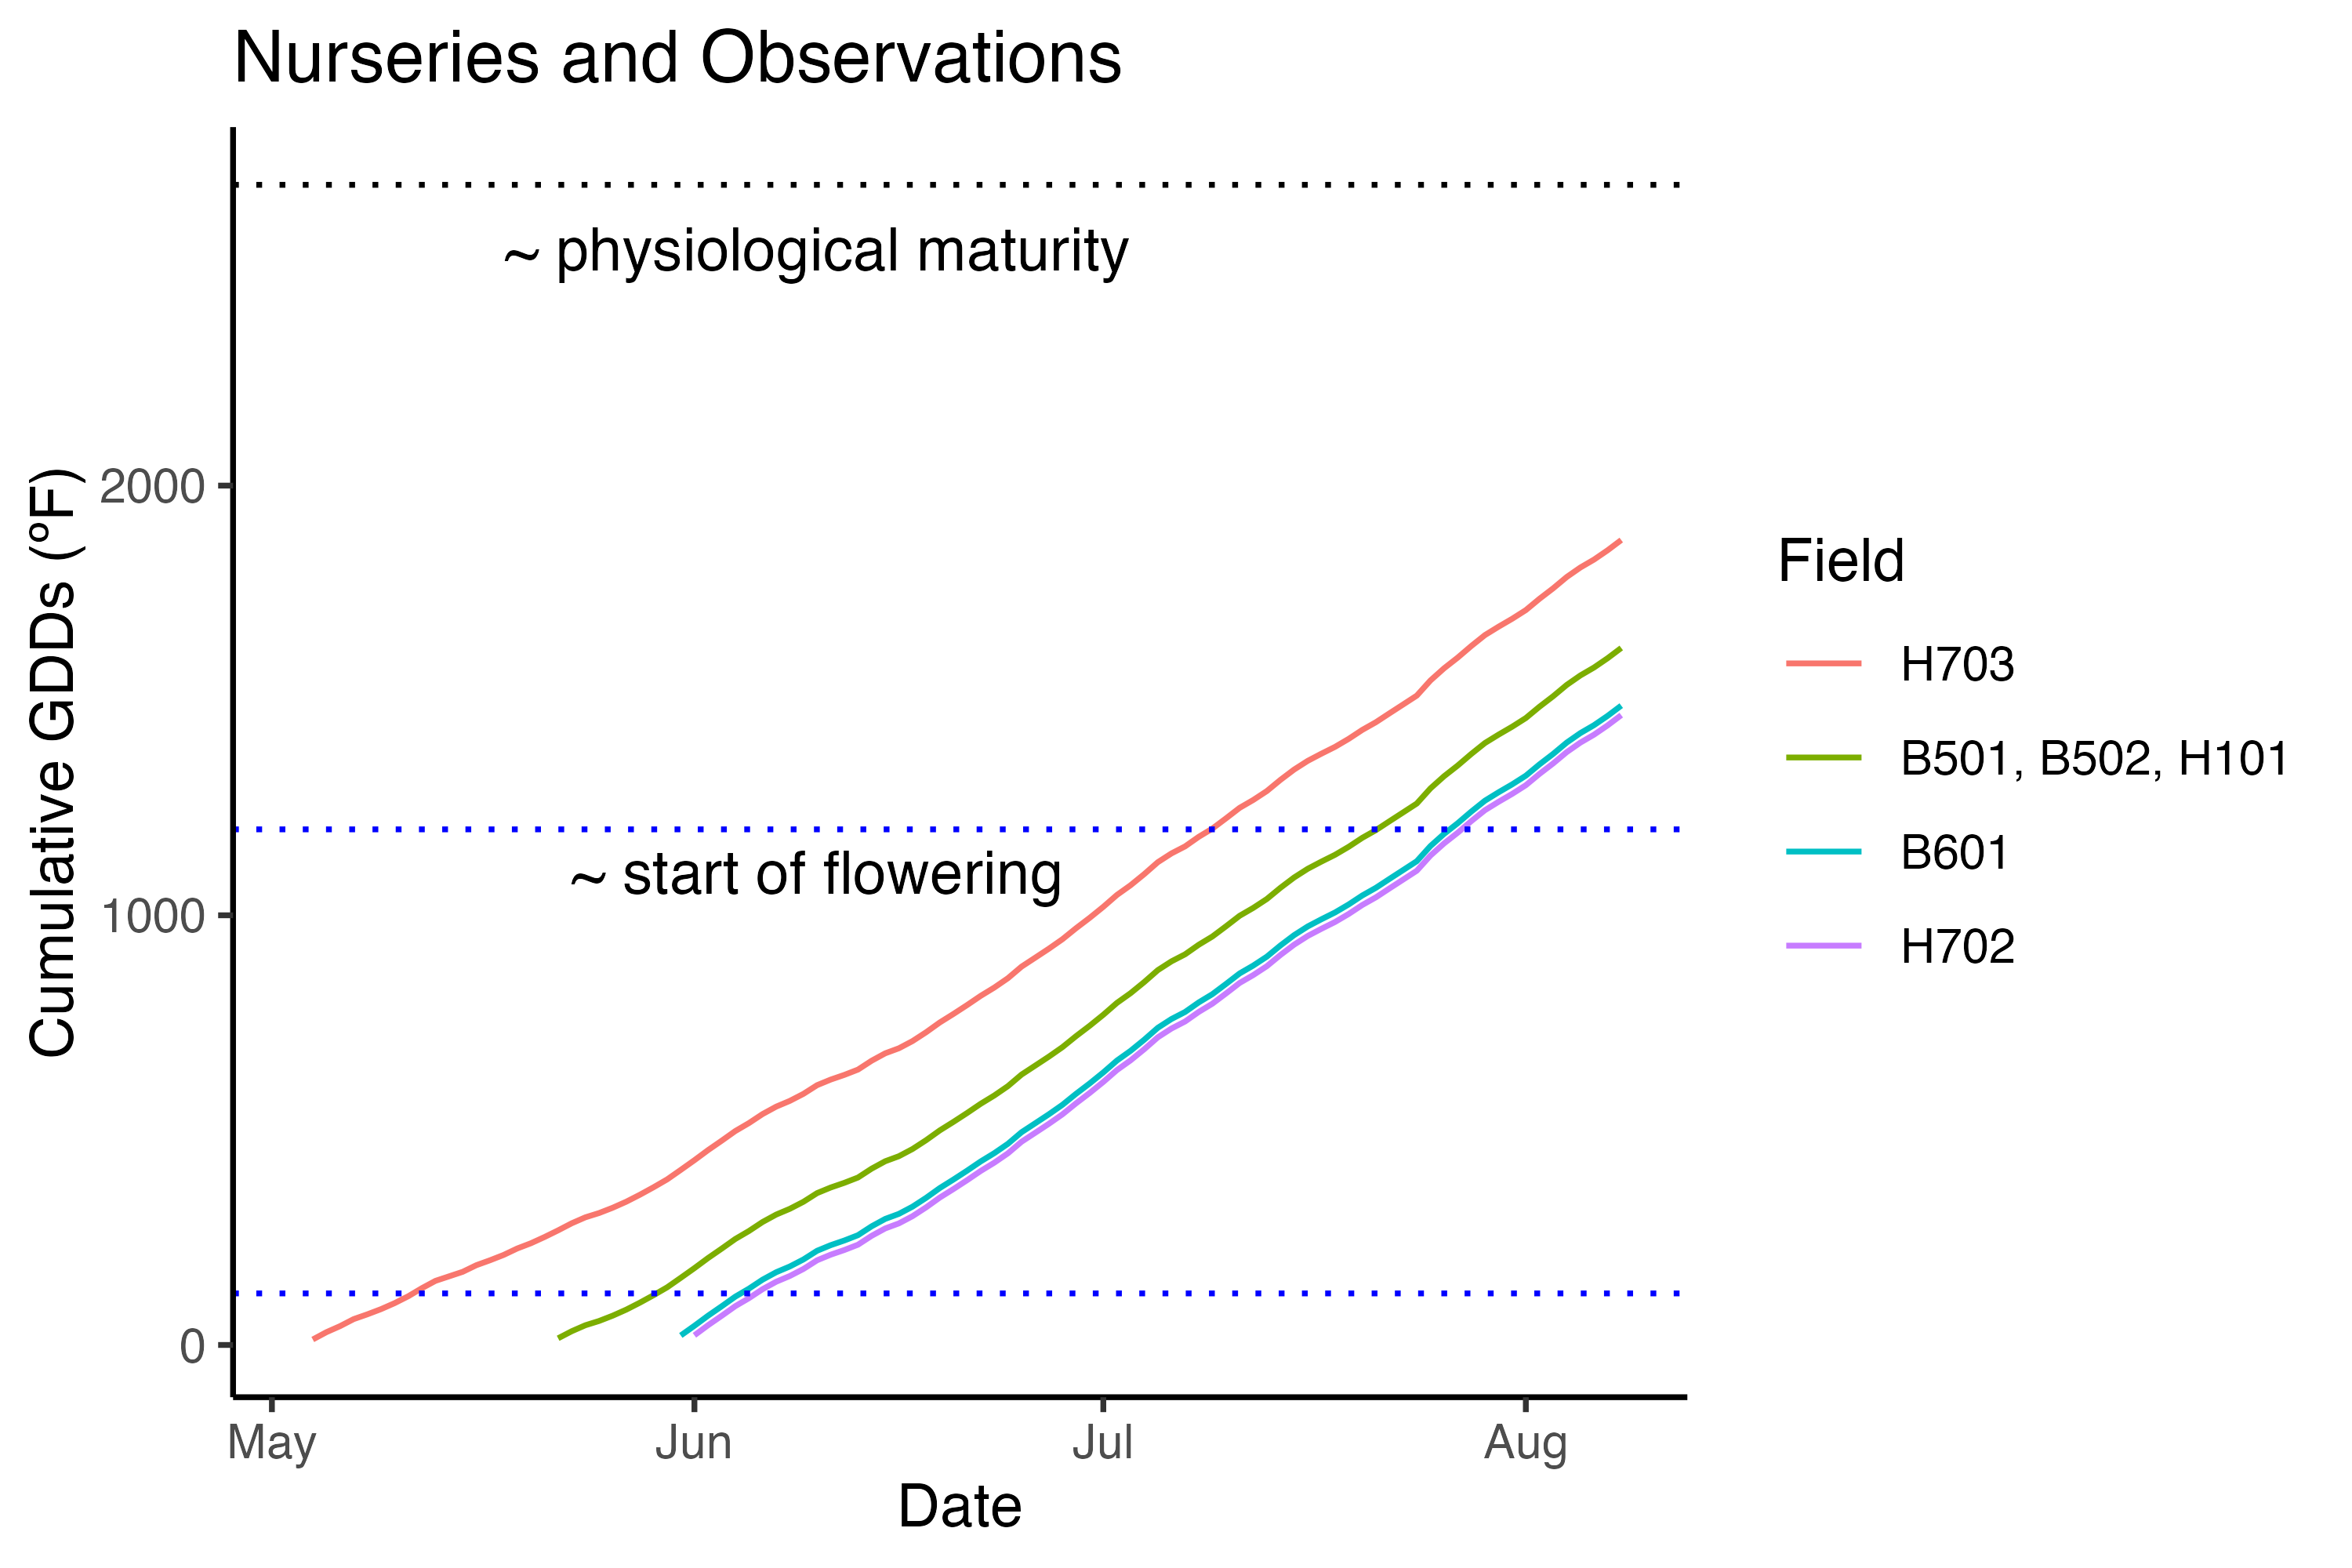 Nurseries and Observations
~ physiological maturity
2000
Cumulative GDDs (°F)
Field
H703
B501, B502, H101
B601
H702
~ start of flowering
1000
0
May
Jun
Jul
Aug
Date